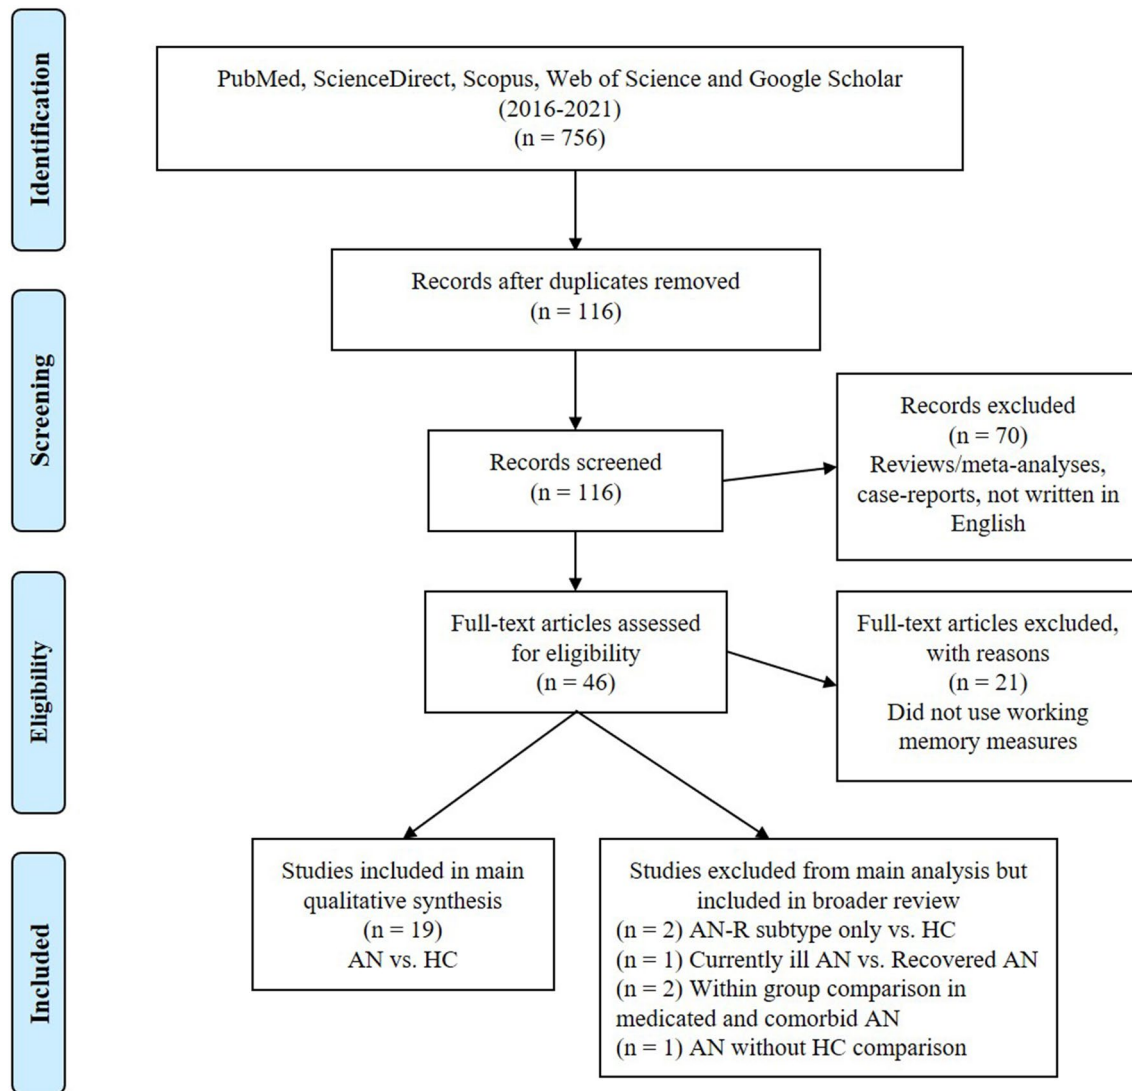 Identification
PubMed, ScienceDirect, Scopus, Web of Science and Google Scholar
(2016-2021)
(n = 756)
Records after duplicates removed
(n = 116)
Screening
Records screened
(n = 116)
Records excluded
(n = 70)
Reviews/meta-analyses,
case-reports, not written in
English
Eligibility
Full-text articles assessed
for eligibility
(n = 46)
Full-text articles excluded,
with reasons
(n = 21)
Did not use working
memory measures
Included
Studies included in main
qualitative synthesis
(n = 19)
AN vs. HC
Studies excluded from main analysis but
included in broader review
(n = 2) AN-R subtype only vs. HC
(n = 1) Currently ill AN vs. Recovered AN
(n = 2) Within group comparison in
medicated and comorbid AN
(n = 1) AN without HC comparison